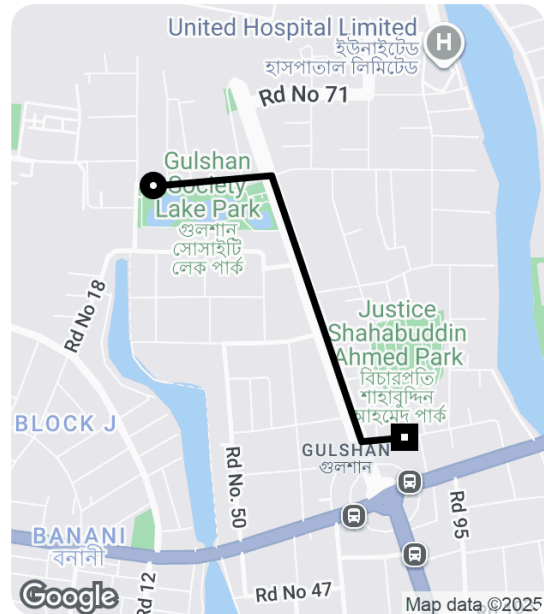 United Hospital Limited
ইউনাইটেড
হাসপাতাল লিমিটেড
H
Rd No 71
Gulshan
Society
Lake Park
গুলশান
সোসাইটি
লেক পার্ক
Rd No 18
Justice
Shahabuddin
Ahmed Park
বিচারপতি
শাহাবুদ্দিন
আহমেদ পার্ক
BLOCK J
GULSHAN
গুলশান
Rd No. 50
Rd 95
BANANI
বনানী
Rd 12
Rd No 47
Google
Map data ©2025